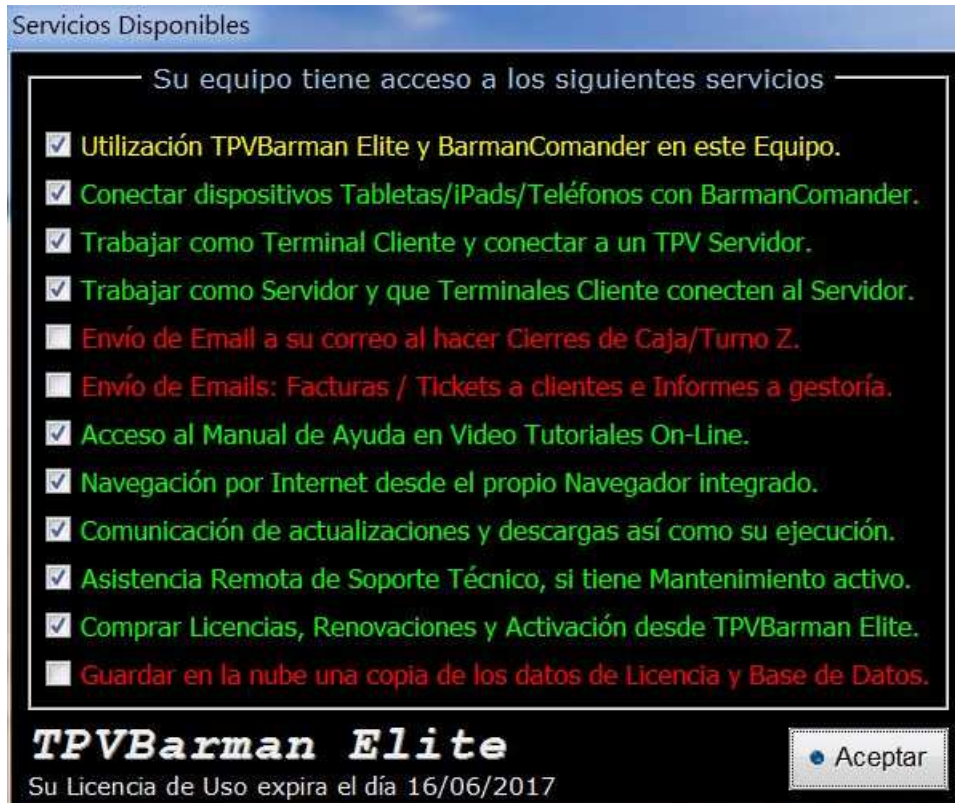 Servicios Disponibles
Su equipo tiene acceso a los siguientes servicios
Utilización TPVBarman Elite y BarmanComander en este Equipo.
Conectar dispositivos Tabletas/iPads/Teléfonos con BarmanComander.
Trabajar como Terminal Cliente y conectar a un TPV Servidor.
Trabajar como Servidor y que Terminales Cliente conecten al Servidor.
Envío de Email a su correo al hacer Cierres de Caja/Turno Z.
Envío de Emails: Facturas / Tickets a clientes e Informes a gestoría.
Acceso al Manual de Ayuda en Video Tutoriales On-Line.
Navegación por Internet desde el propio Navegador integrado.
Comunicación de actualizaciones y descargas así como su ejecución.
Asistencia Remota de Soporte Técnico, si tiene Mantenimiento activo.
Comprar Licencias, Renovaciones y Activación desde TPVBarman Elite.
Guardar en la nube una copia de los datos de Licencia y Base de Datos.
TPVBarman Elite
Aceptar
Su Licencia de Uso expira el día 16/06/2017